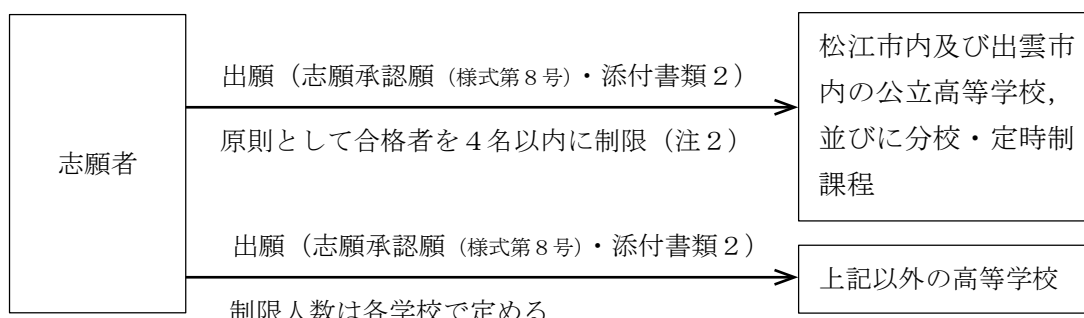 志願者
出願（志願承認願（様式第８号）・添付書類２）
原則として合格者を４名以内に制限（注２）
松江市内及び出雲市
内の公立高等学校，
並びに分校・定時制
課程
出願（志願承認願（様式第８号）・添付書類２）
制限人数は各学校で定める
上記以外の高等学校